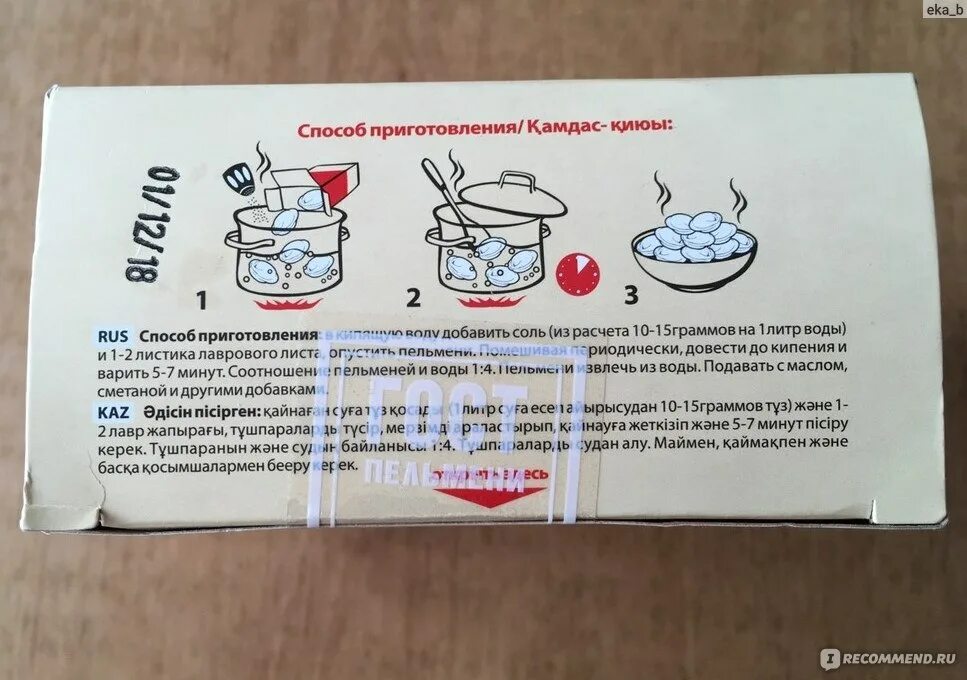 eka_b
Способ приготовления/ Қамдас- қиюы:
01/12/18
1
2
3
RUS Способ приготовления: в кипящую воду добавить соль (из расчета 10-15граммов на 1литр воды)
и 1-2 листика лаврового листа, опустить пельмени. Помешивая периодически, довести до кипения и
варить 5-7 минут. Соотношение пельменей и воды 1:4. Пельмени извлечь из воды. Подавать с маслом,
сметаной и другими добавками.
KAZ Әдісін пісірген: қайнаған суға тұз қосады (1литр суға есеп айырысудан 10-15граммов тұз) және 1-
2 лавр жапырағы, тұшпараларды түсір, мерзімді араластырып, қайнауға жеткізіп және 5-7 минут пісіру
керек. Тұшпаранын және судың байланысы 1:4. Тұшпараларды судан алу. Маймен, қаймақпен және
басқа қосымшалармен бееру керек.
ГОСТ
ПЕЛЬМЕНИ
открыть здесь
IRECOMMEND.RU